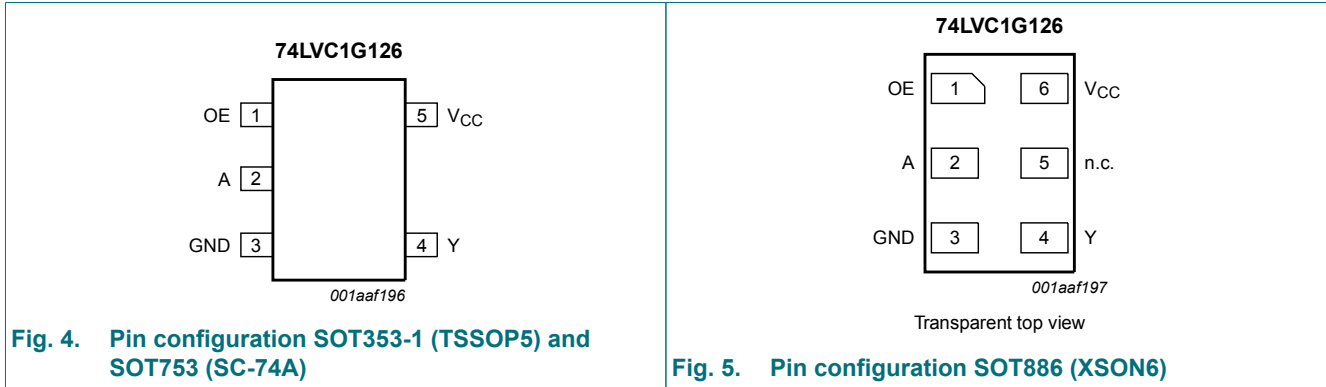 74LVC1G126
OE 1 5 VCC
A 2
GND 3 4 Y
001aaf196
Fig. 4. Pin configuration SOT353-1 (TSSOP5) and
SOT753 (SC-74A)
74LVC1G126
OE 1 6 VCC
A 2 5 n.c.
GND 3 4 Y
001aaf197
Transparent top view
Fig. 5. Pin configuration SOT886 (XSON6)